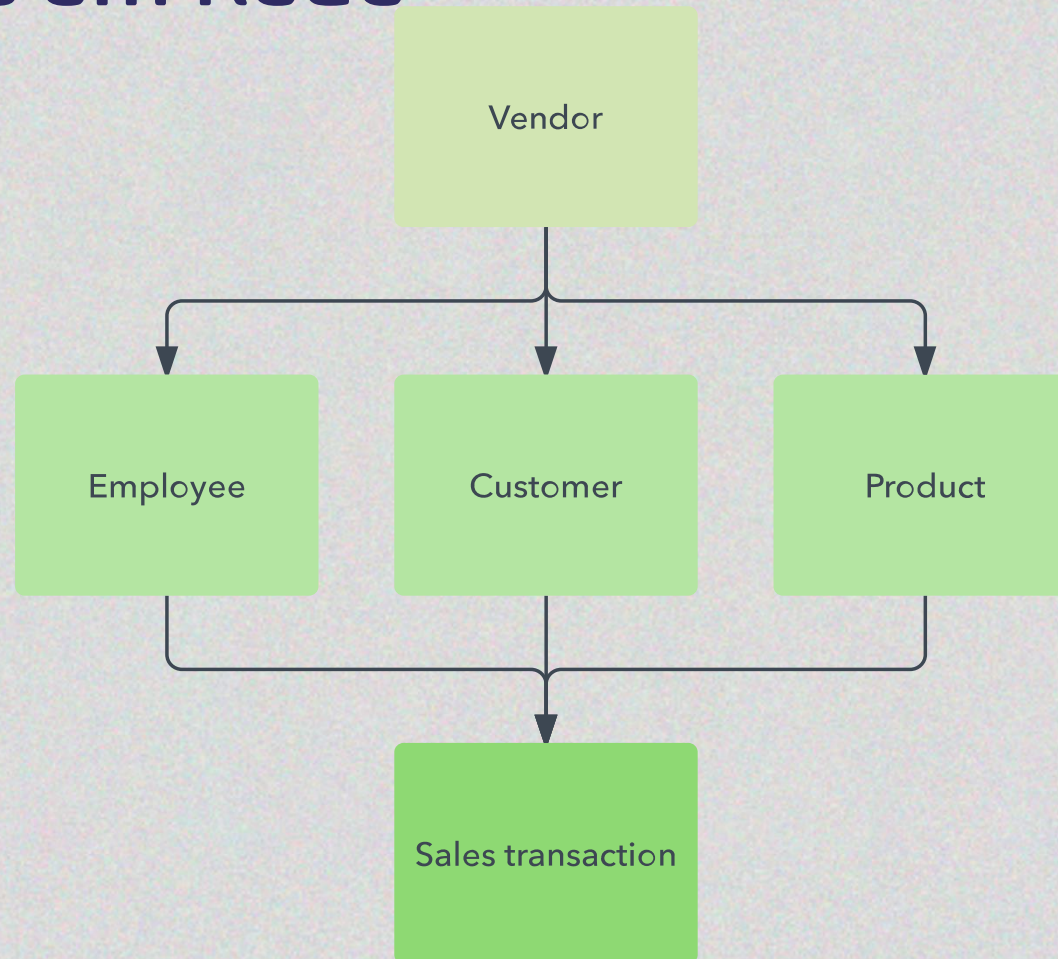 Vendor
Employee
Customer
Product
Sales transaction